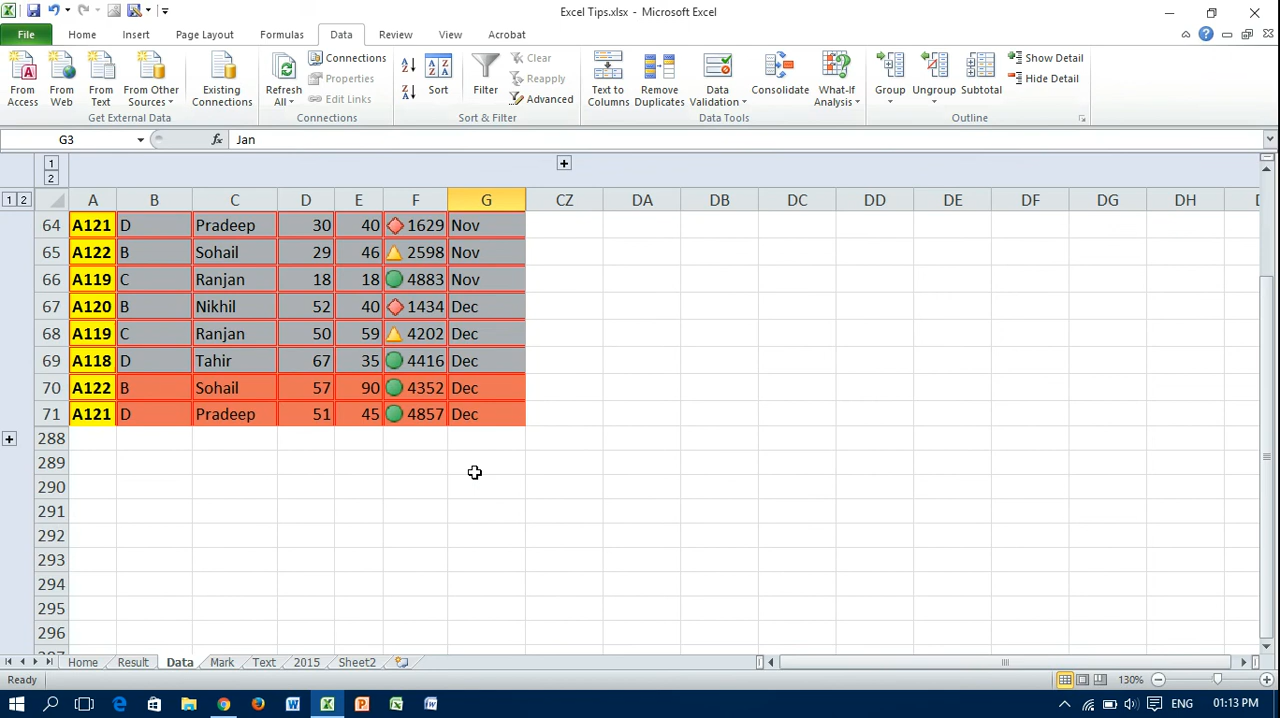 Excel Tips.xlsx - Microsoft Excel
File Home Insert Page Layout Formulas Data Review View Acrobat
From Access
From Web
From Text
From Other Sources
Existing Connections
Get External Data
Refresh All
Connections
Properties
Edit Links
Connections
Sort
Filter
Clear
Reapply
Advanced
Sort & Filter
Text to Columns
Remove Duplicates
Data Validation
Consolidate
What-If Analysis
Data Tools
Group
Ungroup
Subtotal
Show Detail
Hide Detail
Outline
G3 fx Jan
1
2
1 2 A B C D E F G CZ DA DB DC DD DE DF DG DH
64 A121 D Pradeep 30 40 1629 Nov
65 A122 B Sohail 29 46 2598 Nov
66 A119 C Ranjan 18 18 4883 Nov
67 A120 B Nikhil 52 40 1434 Dec
68 A119 C Ranjan 50 59 4202 Dec
69 A118 D Tahir 67 35 4416 Dec
70 A122 B Sohail 57 90 4352 Dec
71 A121 D Pradeep 51 45 4857 Dec
288
289
290
291
292
293
294
295
296
Home Result Data Mark Text 2015 Sheet2
Ready 130%
ENG 01:13 PM